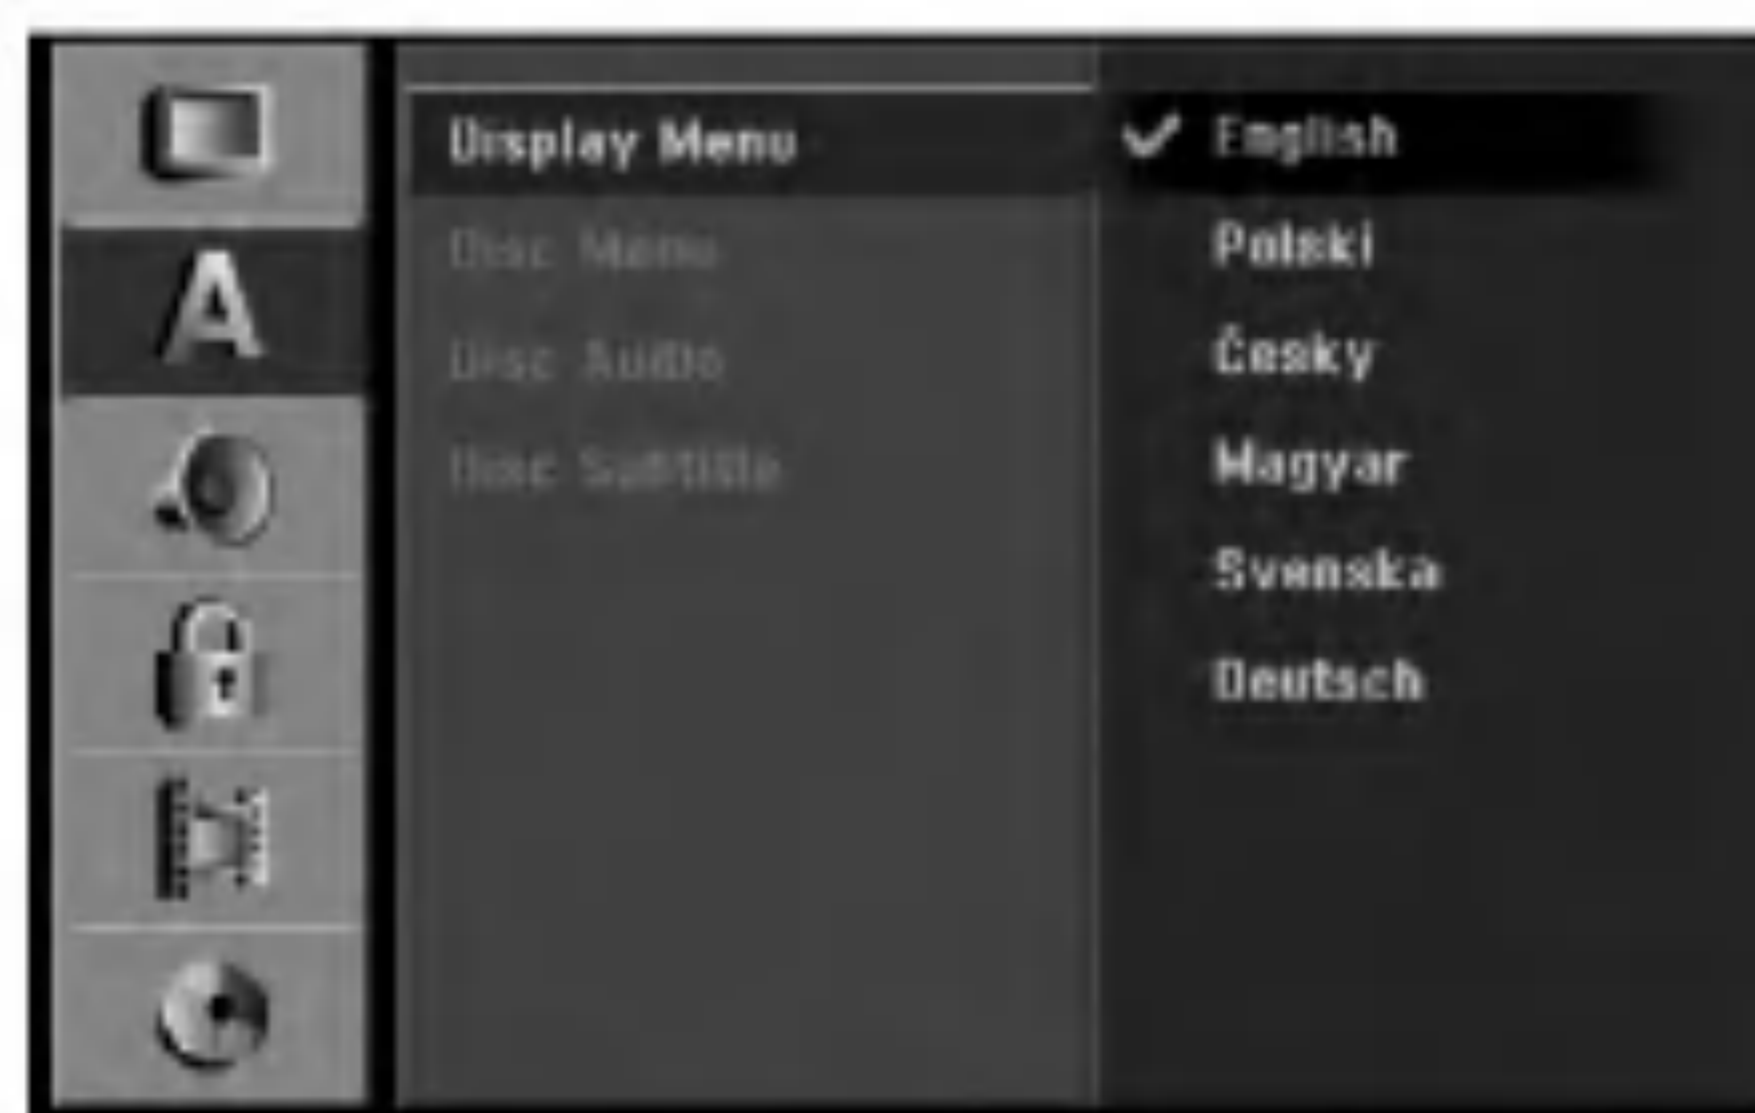 Display Menu
Disc Menu
Disc Audio
Disc Subtitle
✓ English
Polski
Česky
Magyar
Svenska
Deutsch